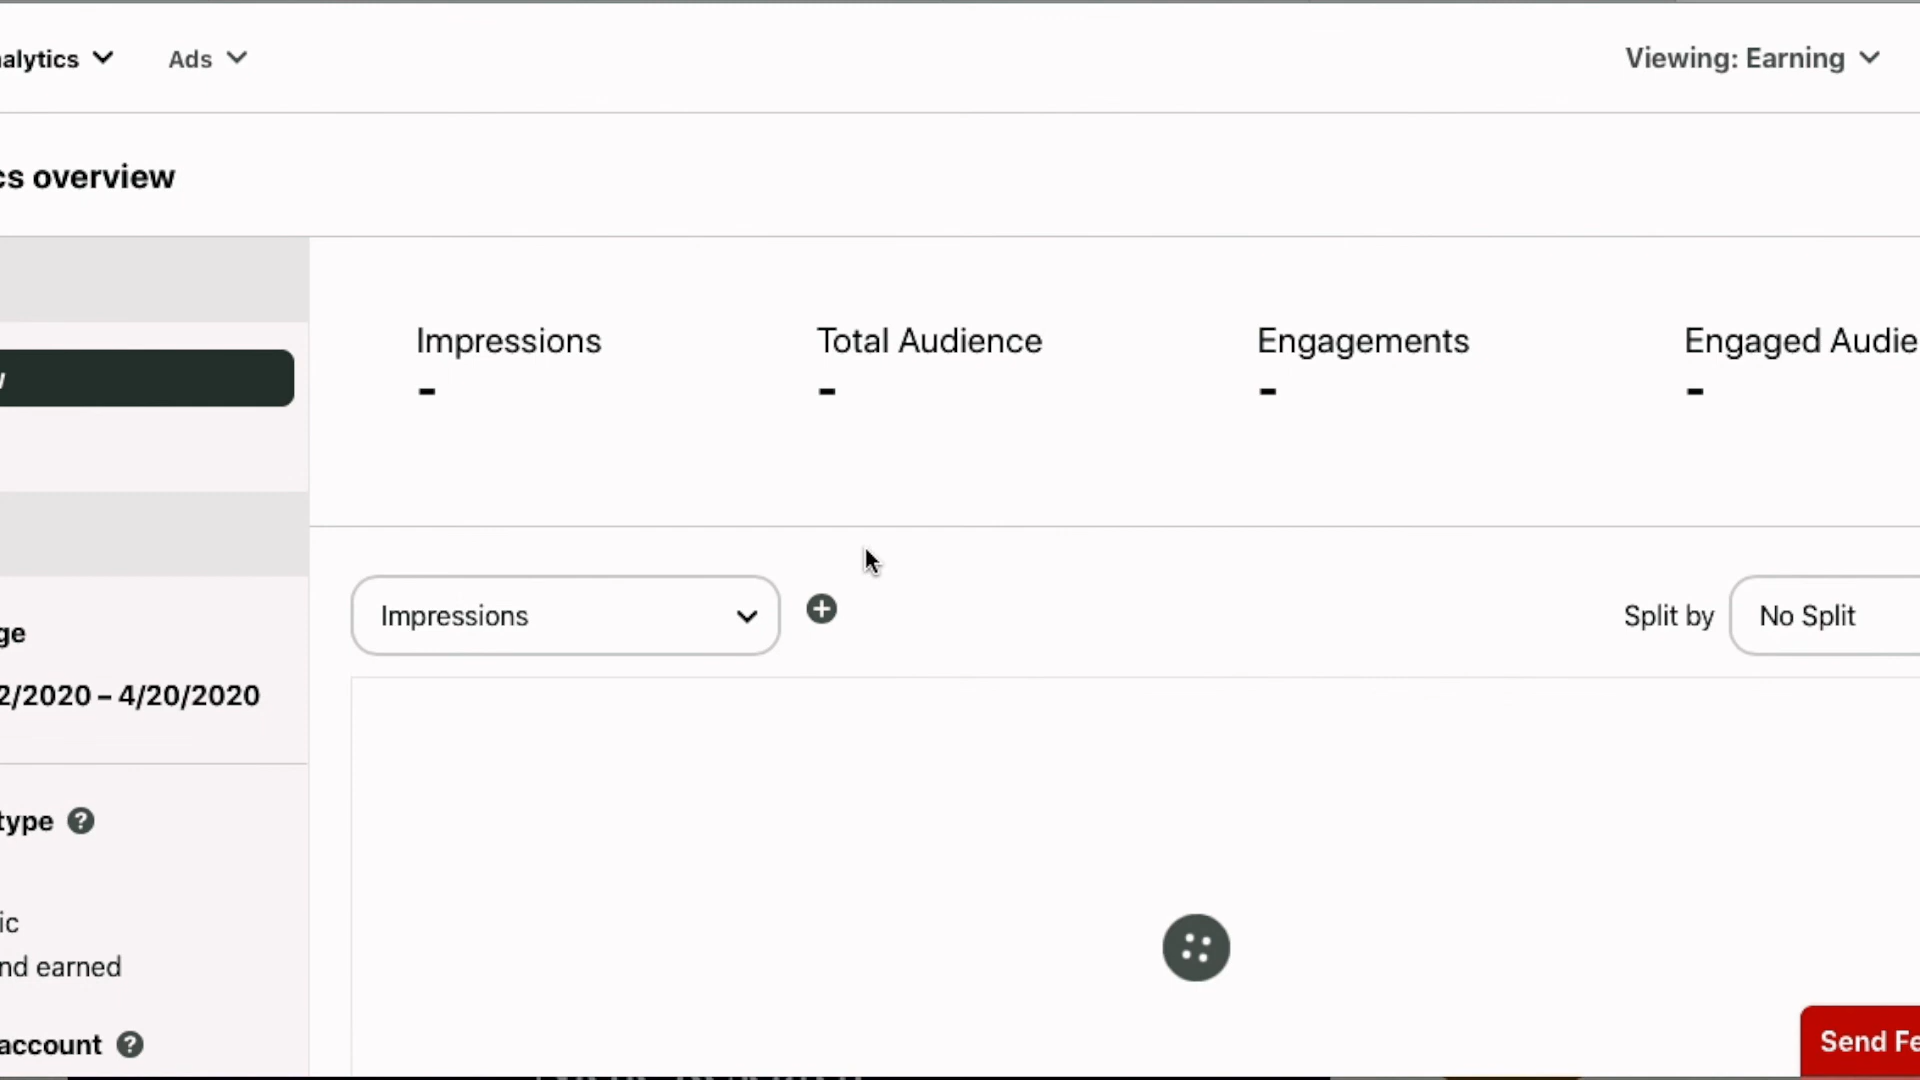 alytics
Ads
Viewing: Earning
cs overview
Impressions
-
Total Audience
-
Engagements
-
Engaged Audie
-
Impressions
Split by
No Split
ge
2/2020 – 4/20/2020
type
ic
nd earned
account
Send Fe